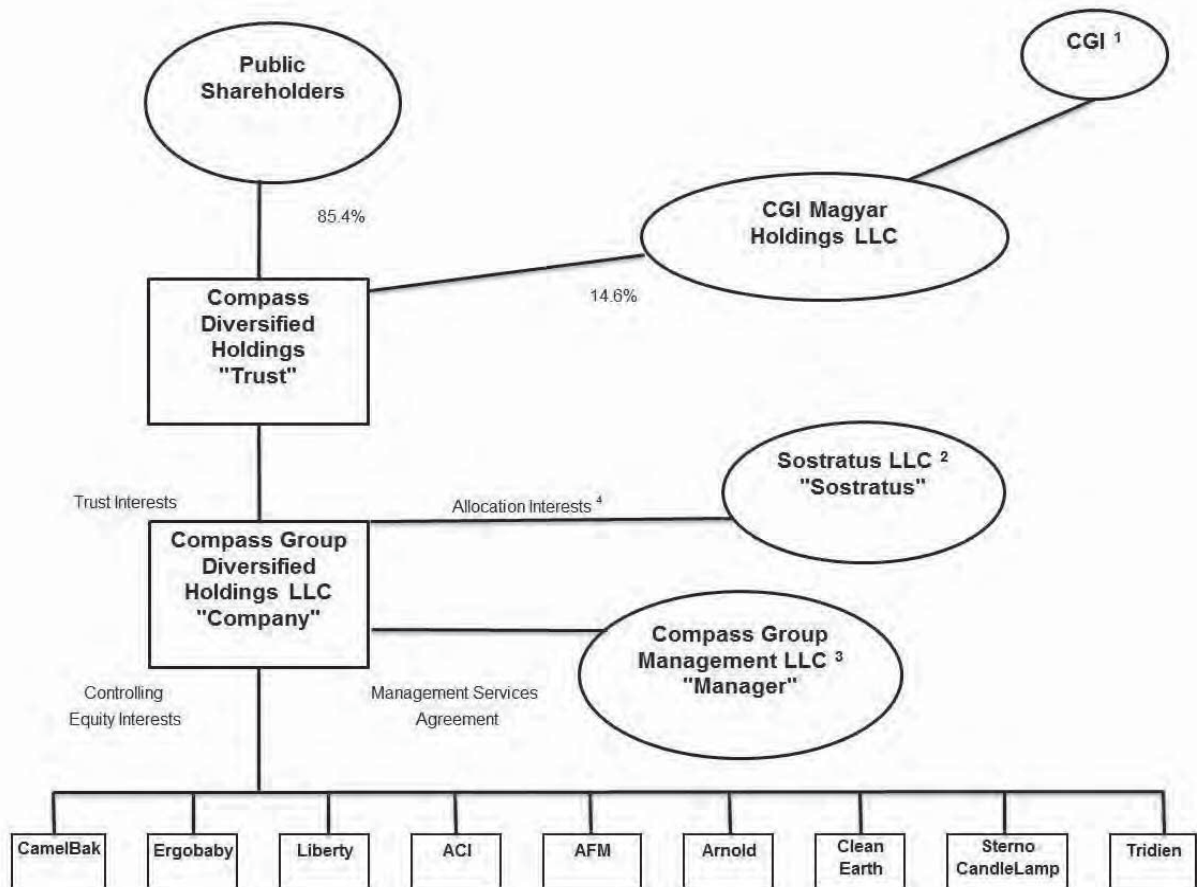 Public
Shareholders
CGI ¹
85.4%
CGI Magyar
Holdings LLC
14.6%
Compass
Diversified
Holdings
"Trust"
Trust Interests
Allocation Interests ⁴
Sostratus LLC ²
"Sostratus"
Compass Group
Diversified
Holdings LLC
"Company"
Compass Group
Management LLC ³
"Manager"
Controlling
Equity Interests
Management Services
Agreement
CamelBak
Ergobaby
Liberty
ACI
AFM
Arnold
Clean
Earth
Sterno
CandleLamp
Tridien